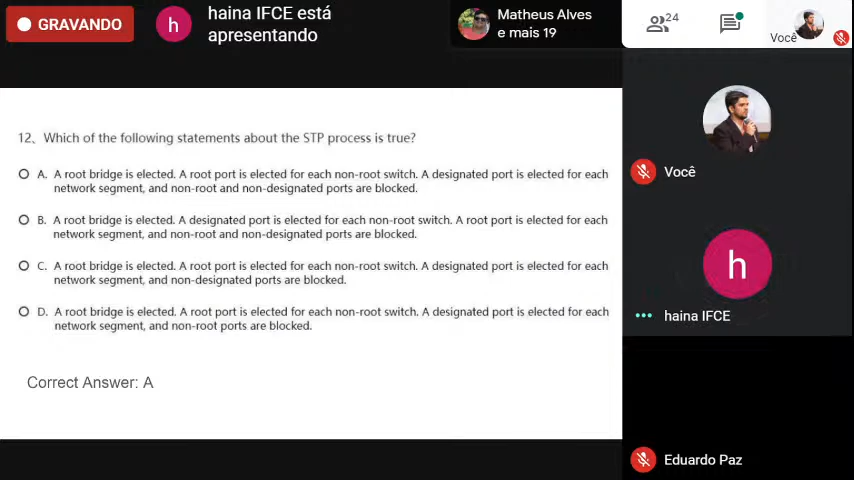 GRAVANDO
h
haina IFCE está
apresentando
Matheus Alves
e mais 19
24
Você
12、Which of the following statements about the STP process is true?
A. A root bridge is elected. A root port is elected for each non-root switch. A designated port is elected for each
network segment, and non-root and non-designated ports are blocked.
B. A root bridge is elected. A designated port is elected for each non-root switch. A root port is elected for each
network segment, and non-root and non-designated ports are blocked.
C. A root bridge is elected. A root port is elected for each non-root switch. A designated port is elected for each
network segment, and non-designated ports are blocked.
D. A root bridge is elected. A root port is elected for each non-root switch. A designated port is elected for each
network segment, and non-root ports are blocked.
Correct Answer: A
Você
h
haina IFCE
Eduardo Paz